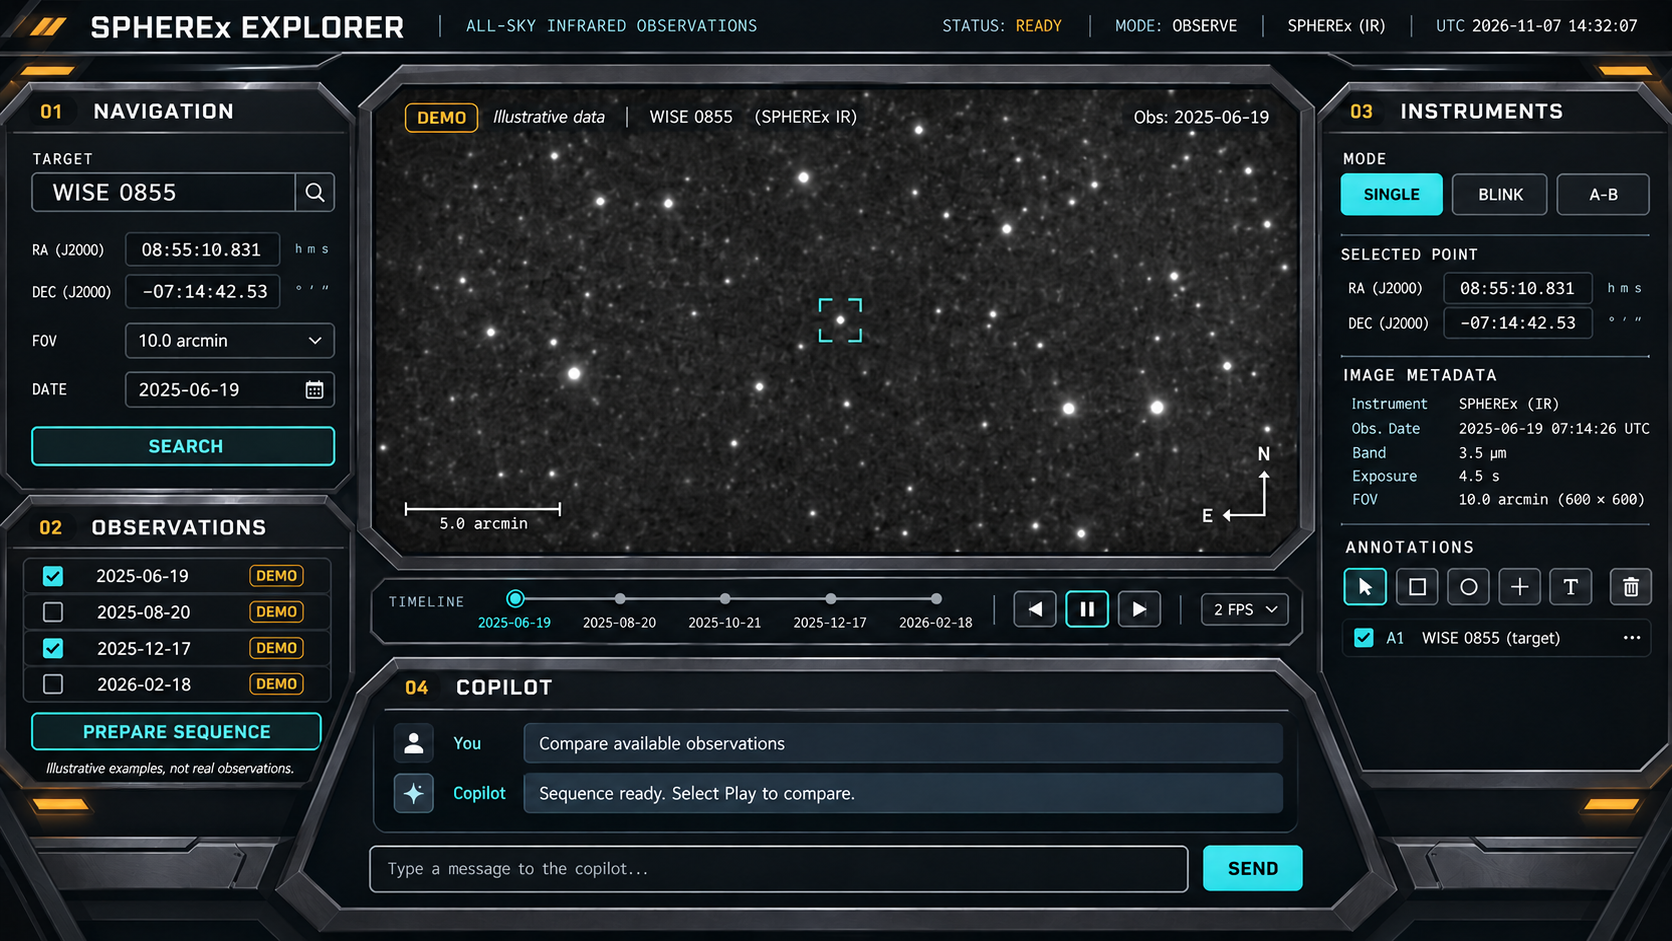 SPHEREx EXPLORER
ALL-SKY INFRARED OBSERVATIONS
STATUS: READY
MODE: OBSERVE
SPHEREx (IR)
UTC 2026-11-07 14:32:07
01 NAVIGATION
TARGET
WISE 0855
RA (J2000) 08:55:10.831 h m s
DEC (J2000) −07:14:42.53 ° ′ ″
FOV 10.0 arcmin
DATE 2025-06-19
SEARCH
02 OBSERVATIONS
2025-06-19 DEMO
2025-08-20 DEMO
2025-12-17 DEMO
2026-02-18 DEMO
PREPARE SEQUENCE
Illustrative examples, not real observations.
DEMO Illustrative data WISE 0855 (SPHEREx IR) Obs: 2025-06-19
N
E
5.0 arcmin
TIMELINE
2025-06-19 2025-08-20 2025-10-21 2025-12-17 2026-02-18
2 FPS
04 COPILOT
You Compare available observations
Copilot Sequence ready. Select Play to compare.
Type a message to the copilot...
SEND
03 INSTRUMENTS
MODE
SINGLE BLINK A-B
SELECTED POINT
RA (J2000) 08:55:10.831 h m s
DEC (J2000) −07:14:42.53 ° ′ ″
IMAGE METADATA
Instrument SPHEREx (IR)
Obs. Date 2025-06-19 07:14:26 UTC
Band 3.5 µm
Exposure 4.5 s
FOV 10.0 arcmin (600 × 600)
ANNOTATIONS
T
A1 WISE 0855 (target)